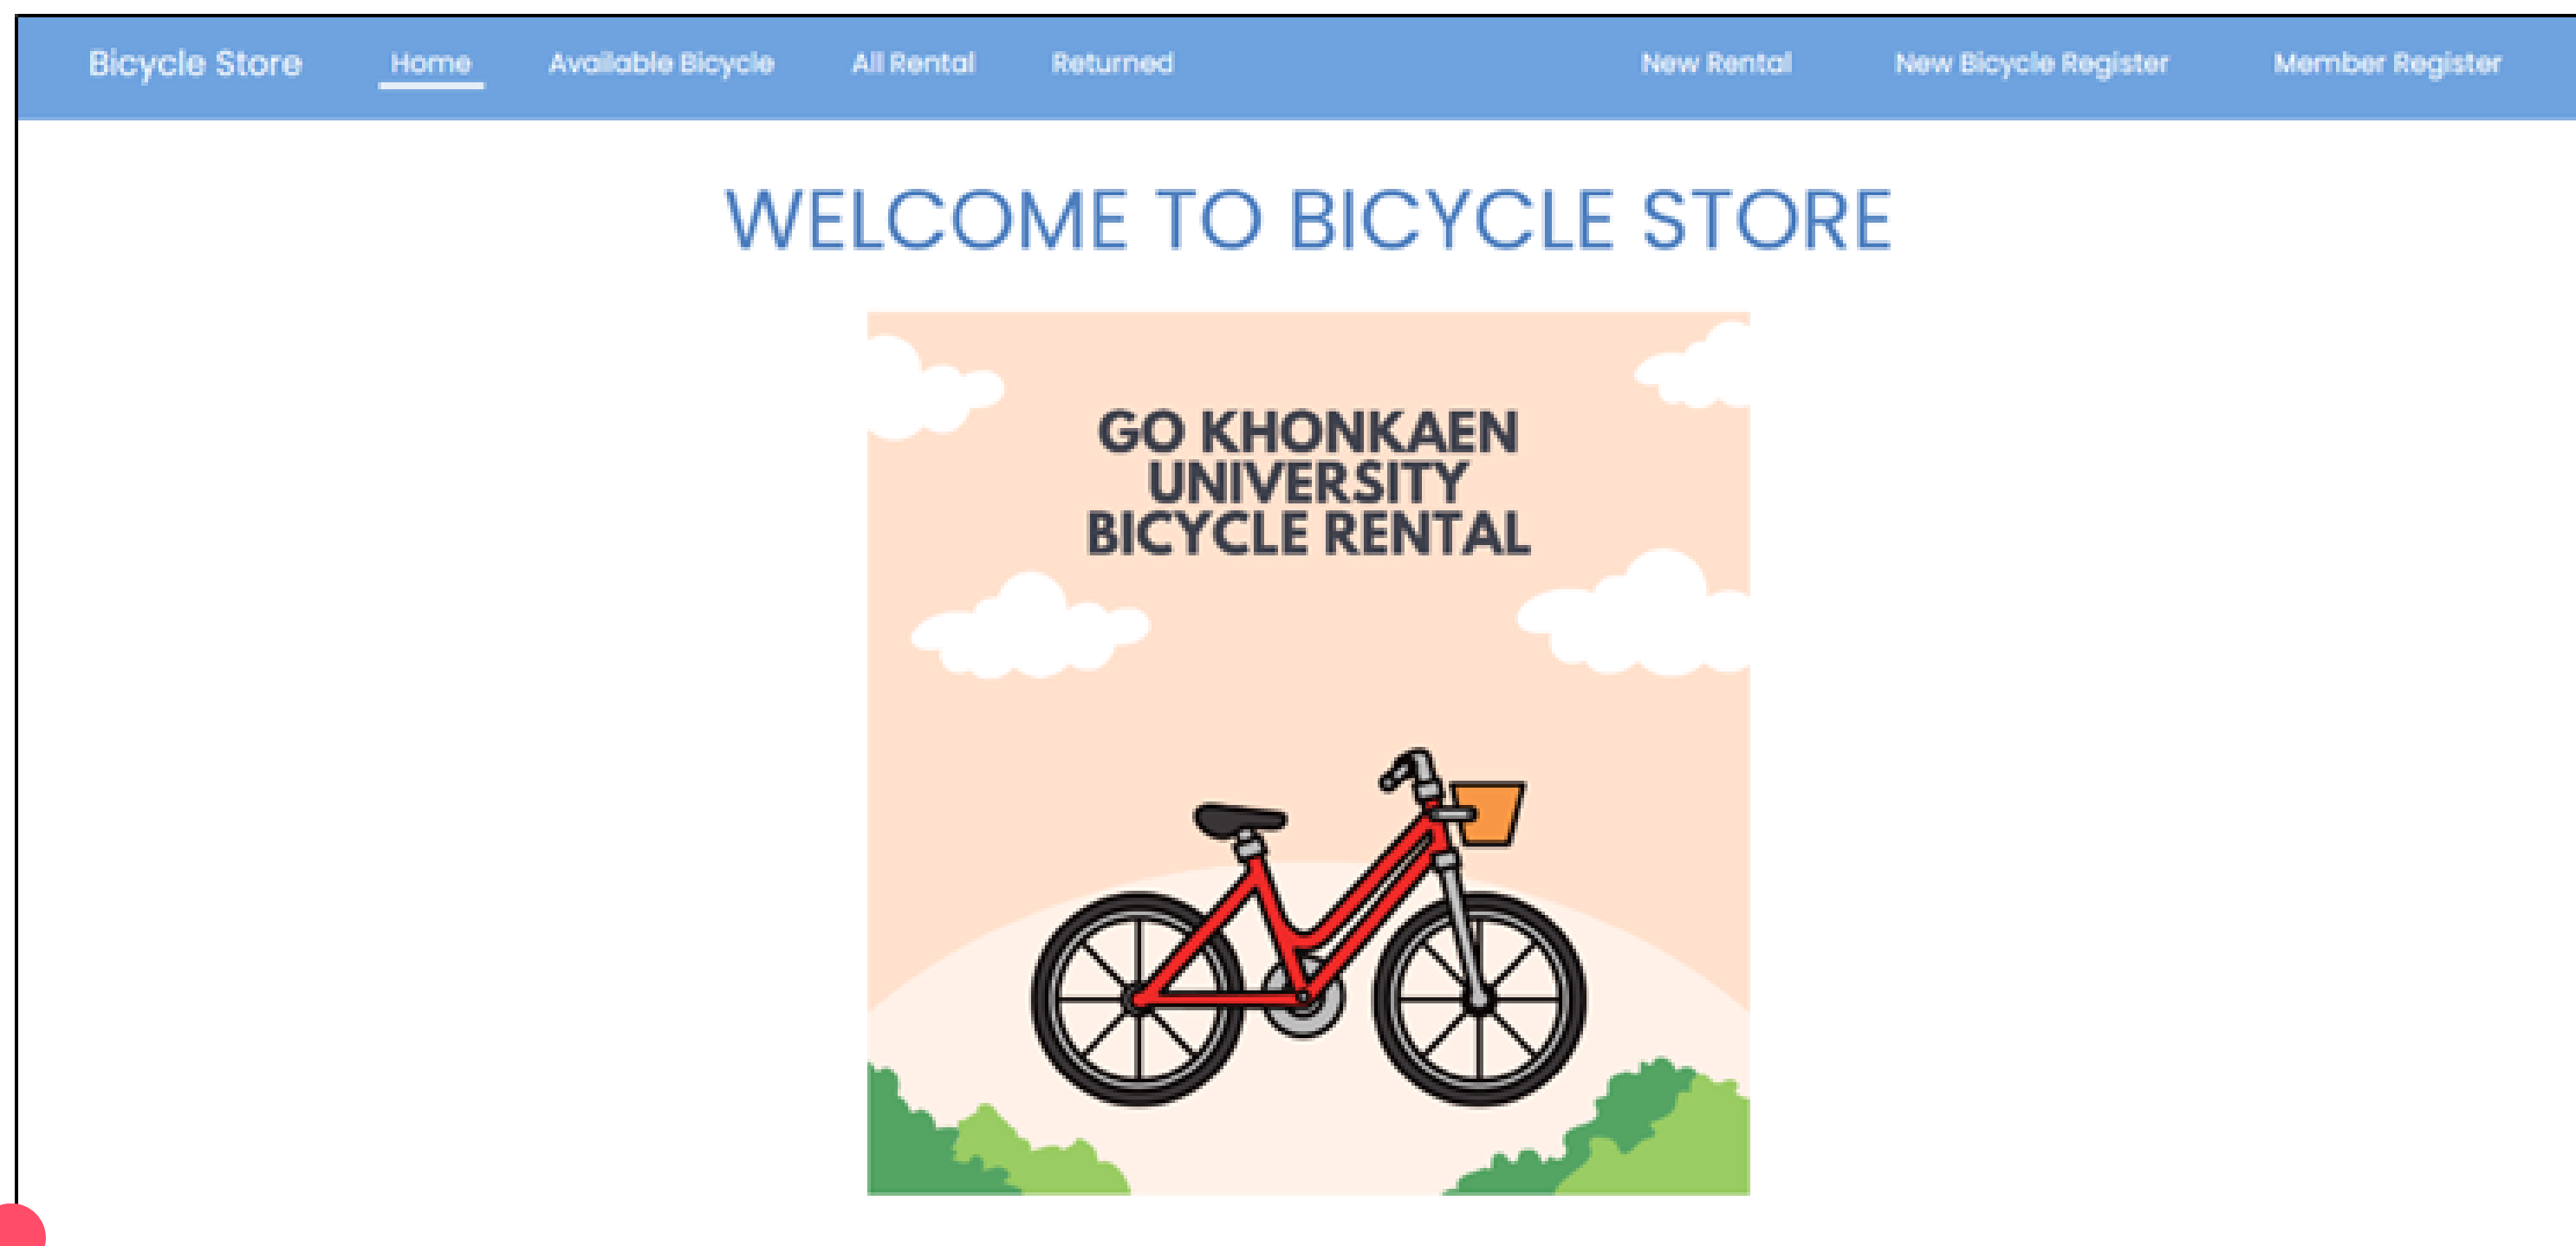 Bicycle Store Home Available Bicycle All Rental Returned New Rental New Bicycle Register Member Register
WELCOME TO BICYCLE STORE
GO KHONKAEN
UNIVERSITY
BICYCLE RENTAL